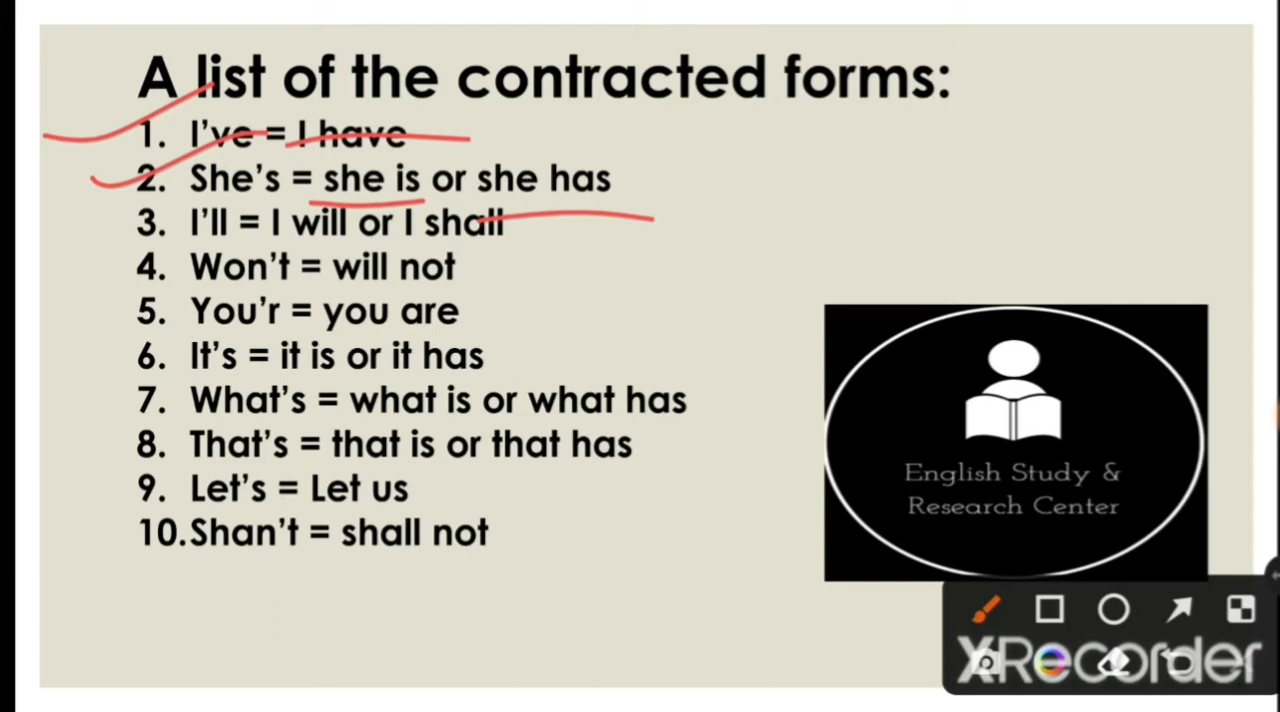 A list of the contracted forms:
1. I've = I have
2. She's = she is or she has
3. I'll = I will or I shall
4. Won't = will not
5. You'r = you are
6. It's = it is or it has
7. What's = what is or what has
8. That's = that is or that has
9. Let's = Let us
10. Shan't = shall not
English Study &
Research Center
XRecorder